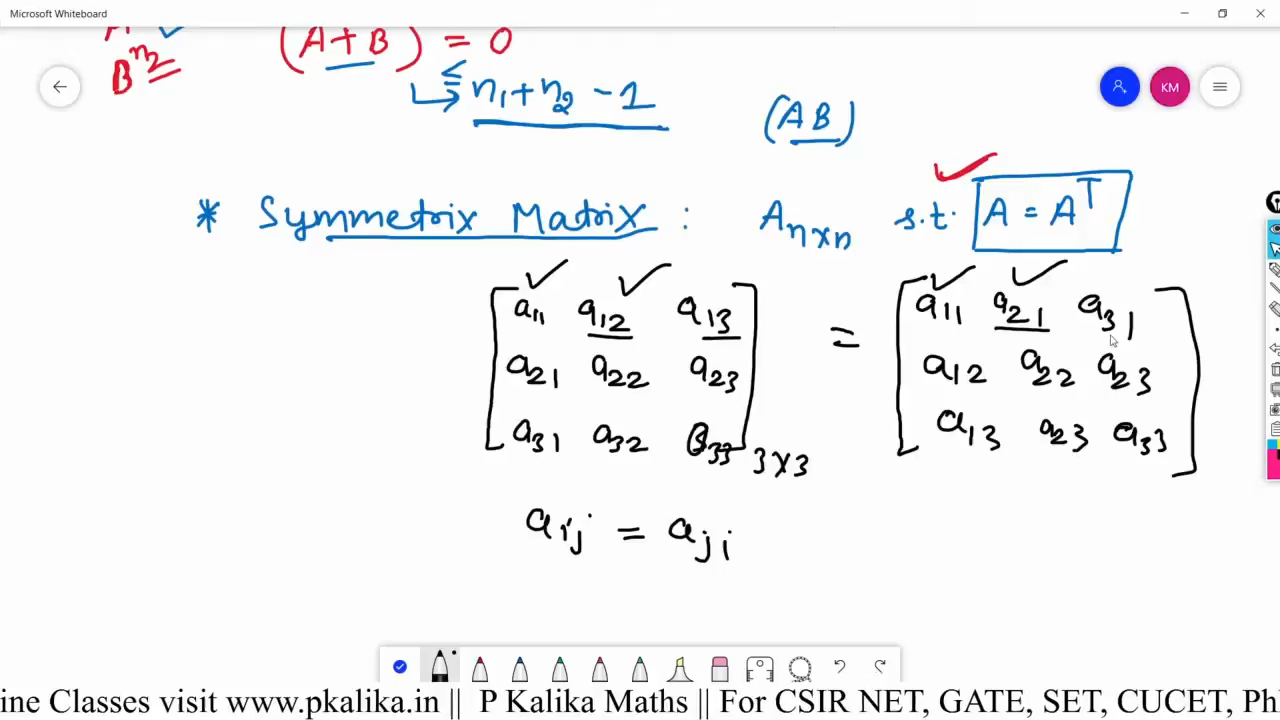 Microsoft Whiteboard
(A+B) = 0
B n2
≤ n1+n2 -1
(AB)
KM
* Symmetrix Matrix : Anxn s.t. A = A^T
a11 a12 a13 = a11 a21 a31
a21 a22 a23 a12 a22 a23
a31 a32 a33 3x3 a13 a23 a33
aij = aji
ine Classes visit www.pkalika.in || P Kalika Maths || For CSIR NET, GATE, SET, CUCET, Ph